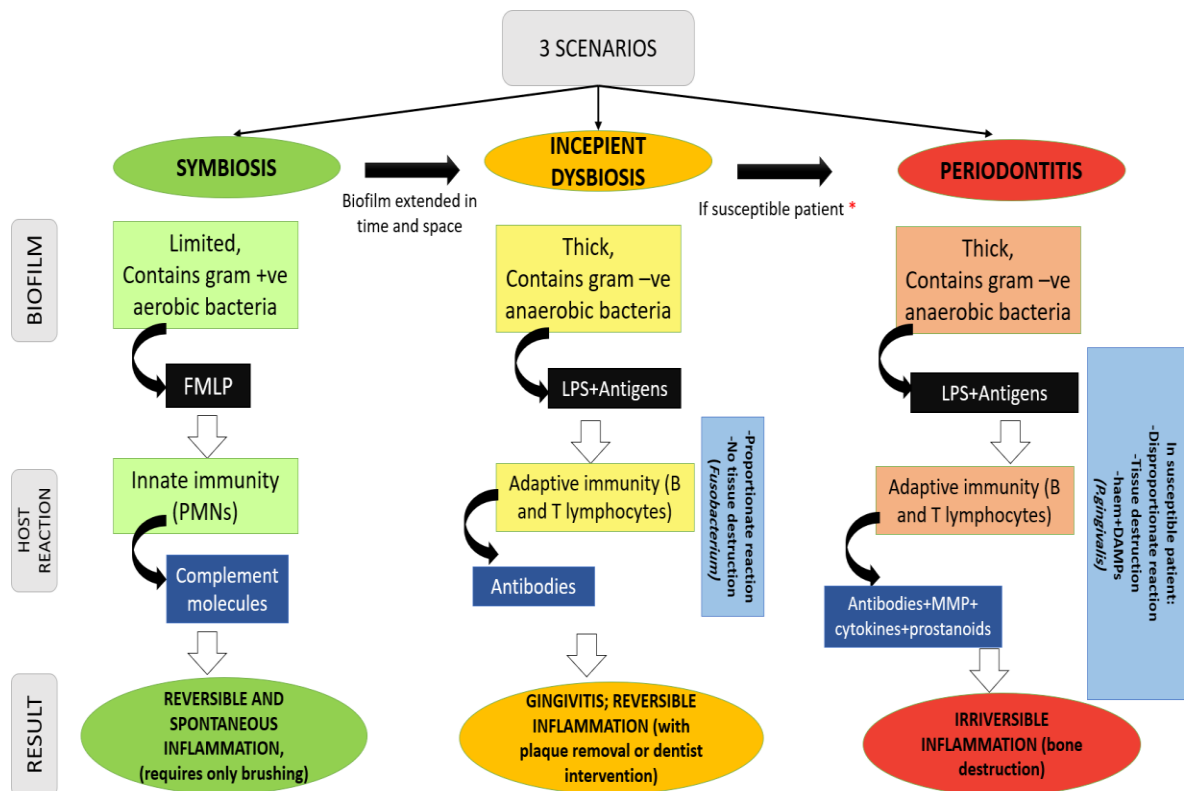 3 SCENARIOS
SYMBIOSIS
Biofilm extended in
time and space
INCEPIENT
DYSBIOSIS
If susceptible patient *
PERIODONTITIS
BIOFILM
Limited,
Contains gram +ve
aerobic bacteria
Thick,
Contains gram –ve
anaerobic bacteria
Thick,
Contains gram –ve
anaerobic bacteria
FMLP
LPS+Antigens
LPS+Antigens
HOST
REACTION
Innate immunity
(PMNs)
Adaptive immunity (B
and T lymphocytes)
-Proportionate reaction
-No tissue destruction
(Fusobacterium)
Adaptive immunity (B
and T lymphocytes)
In susceptible patient:
-Disproportionate reaction
-Tissue destruction
-haem+DAMPs
(P.gingivalis)
Complement
molecules
Antibodies
Antibodies+MMP+
cytokines+prostanoids
RESULT
REVERSIBLE AND
SPONTANEOUS
INFLAMMATION,
(requires only brushing)
GINGIVITIS; REVERSIBLE
INFLAMMATION (with
plaque removal or dentist
intervention)
IRRIVERSIBLE
INFLAMMATION (bone
destruction)